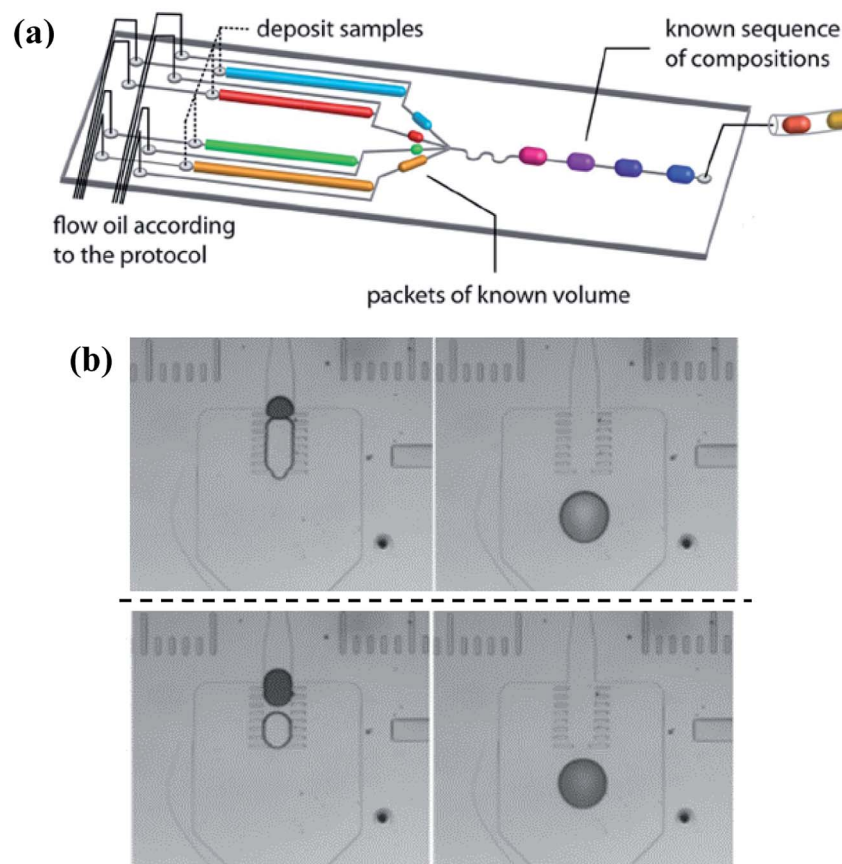 (a)
deposit samples
known sequence
of compositions
flow oil according
to the protocol
packets of known volume
(b)